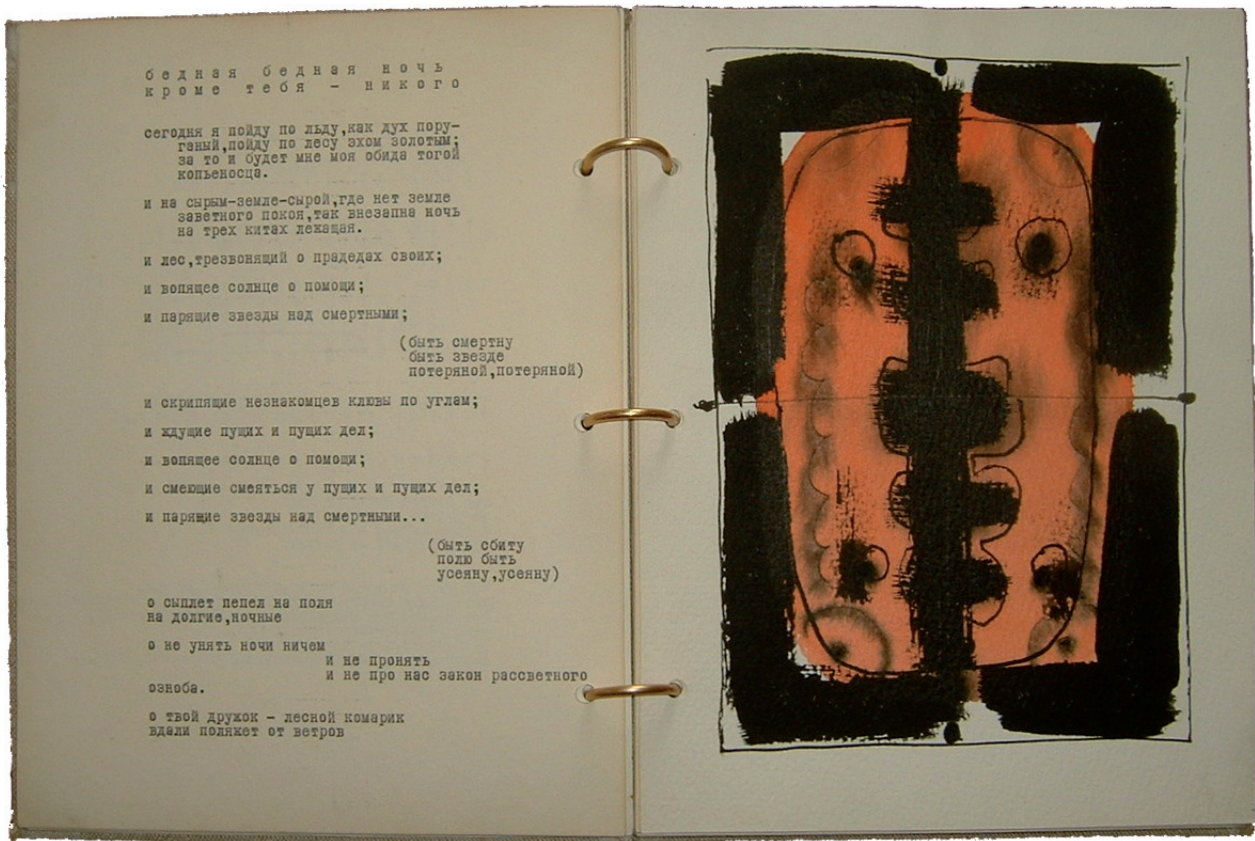 бедная бедная ночь
кроме тебя - никого
сегодня я пойду по льду,как дух пору-
ганый,пойду по лесу эхом золотым;
за то и будет мне моя обида тогой
копьеносца.
и на сырым-земле-сырой,где нет земле
заветного покоя,так внезапна ночь
на трех китах лежащая.
и лес,трезвонящий о прадедах своих;
и вопящее солнце о помощи;
и парящие звезды над смертными;
(быть смертну
быть звезде
потеряной,потеряной)
и скрипящие незнакомцев клювы по углам;
и ждущие пущих и пущих дел;
и вопящее солнце о помощи;
и смеющие смеяться у пущих и пущих дел;
и парящие звезды над смертными...
(быть сбиту
полю быть
усеяну,усеяну)
о сыплет пепел на поля
на долгие,ночные
о не унять ночи ничем
и не пронять
и не про нас закон рассветного
озноба.
о твой дружок - лесной комарик
вдали поляжет от ветров